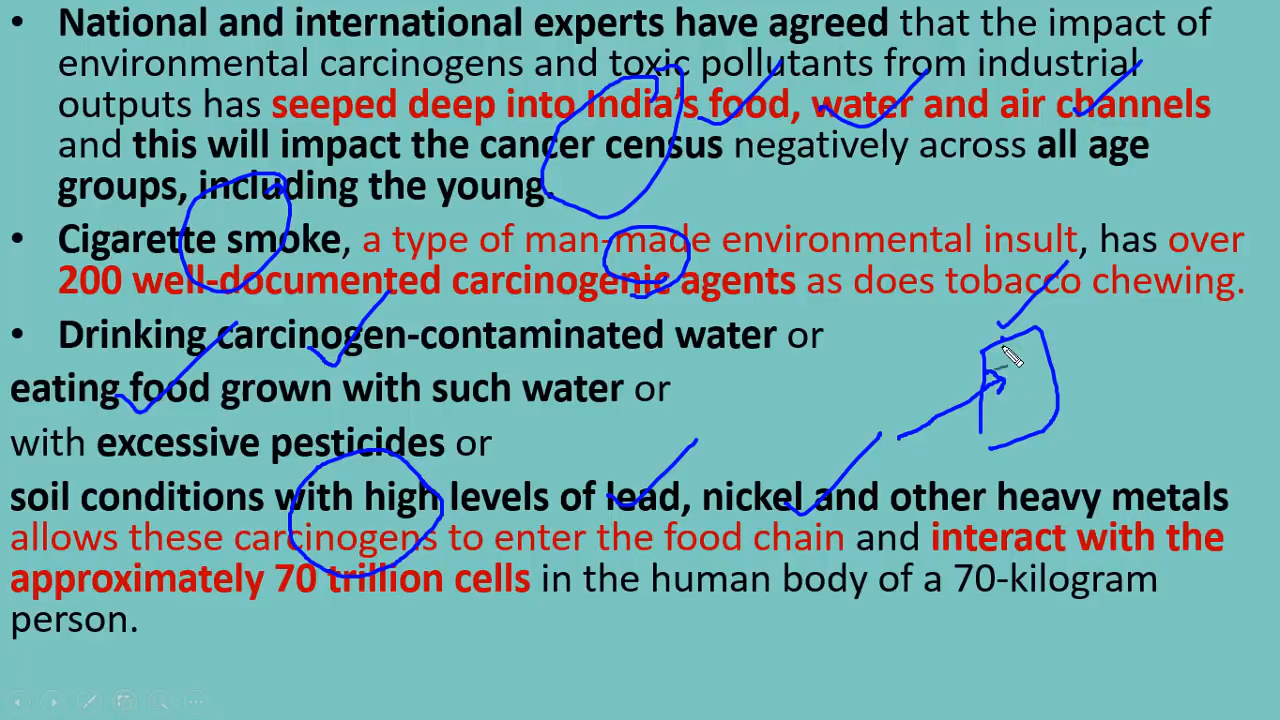 • National and international experts have agreed that the impact of
environmental carcinogens and toxic pollutants from industrial
outputs has seeped deep into India's food, water and air channels
and this will impact the cancer census negatively across all age
groups, including the young.
• Cigarette smoke, a type of man-made environmental insult, has over
200 well-documented carcinogenic agents as does tobacco chewing.
• Drinking carcinogen-contaminated water or
eating food grown with such water or
with excessive pesticides or
soil conditions with high levels of lead, nickel and other heavy metals
allows these carcinogens to enter the food chain and interact with the
approximately 70 trillion cells in the human body of a 70-kilogram
person.